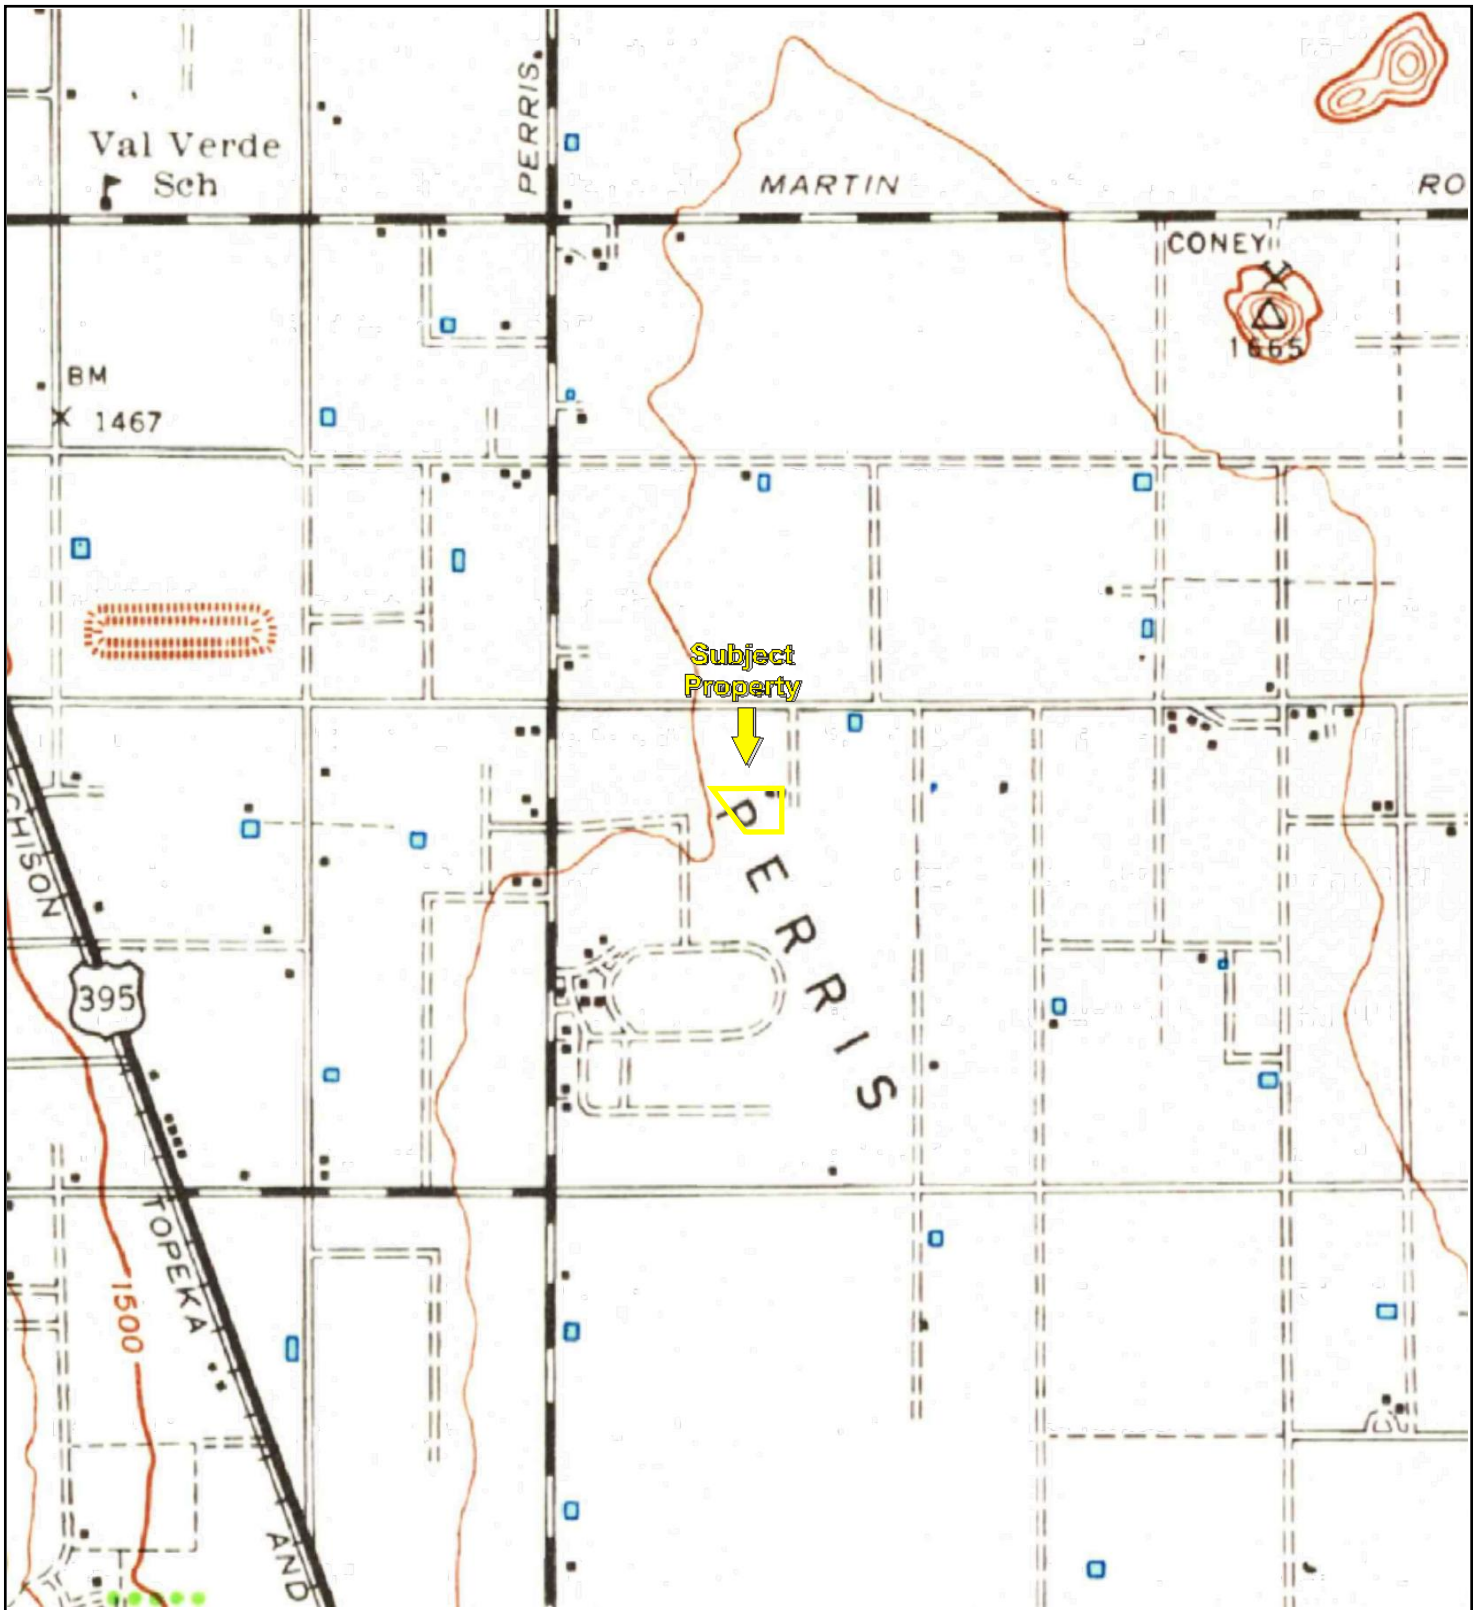 PERRIS
Val Verde
Sch
MARTIN
RO
CONEY
1665
BM
1467
Subject
Property
PERRIS
CHISON
395
TOPEKA
1500
AND